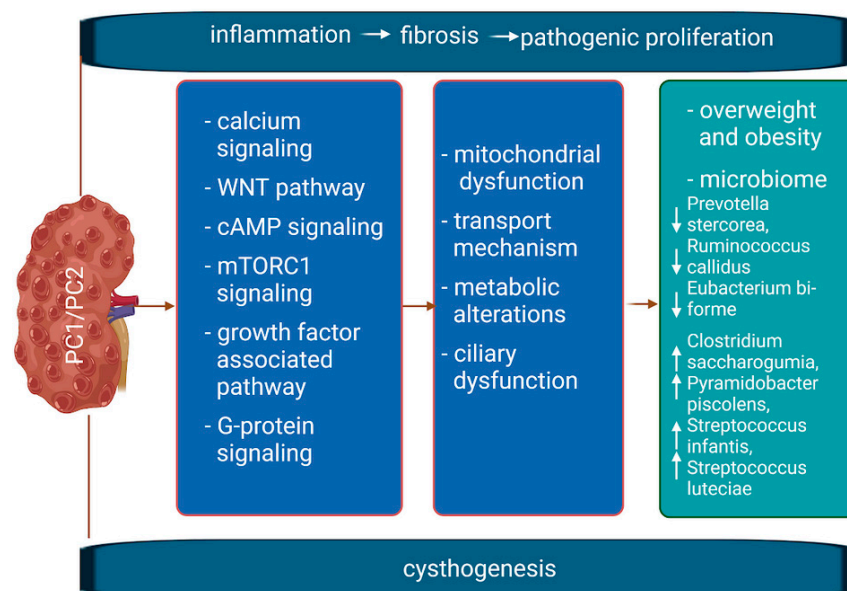 inflammation → fibrosis → pathogenic proliferation
PC1/PC2
- calcium
signaling
- WNT pathway
- cAMP signaling
- mTORC1
signaling
- growth factor
associated
pathway
- G-protein
signaling
- mitochondrial
dysfunction
- transport
mechanism
- metabolic
alterations
- ciliary
dysfunction
- overweight
and obesity
- microbiome
↓ Prevotella
stercorea,
↓ Ruminococcus
callidus
↓ Eubacterium bi-
forme
↑ Clostridium
saccharogumia,
↑ Pyramidobacter
piscolens,
↑ Streptococcus
infantis,
↑ Streptococcus
luteciae
cysthogenesis